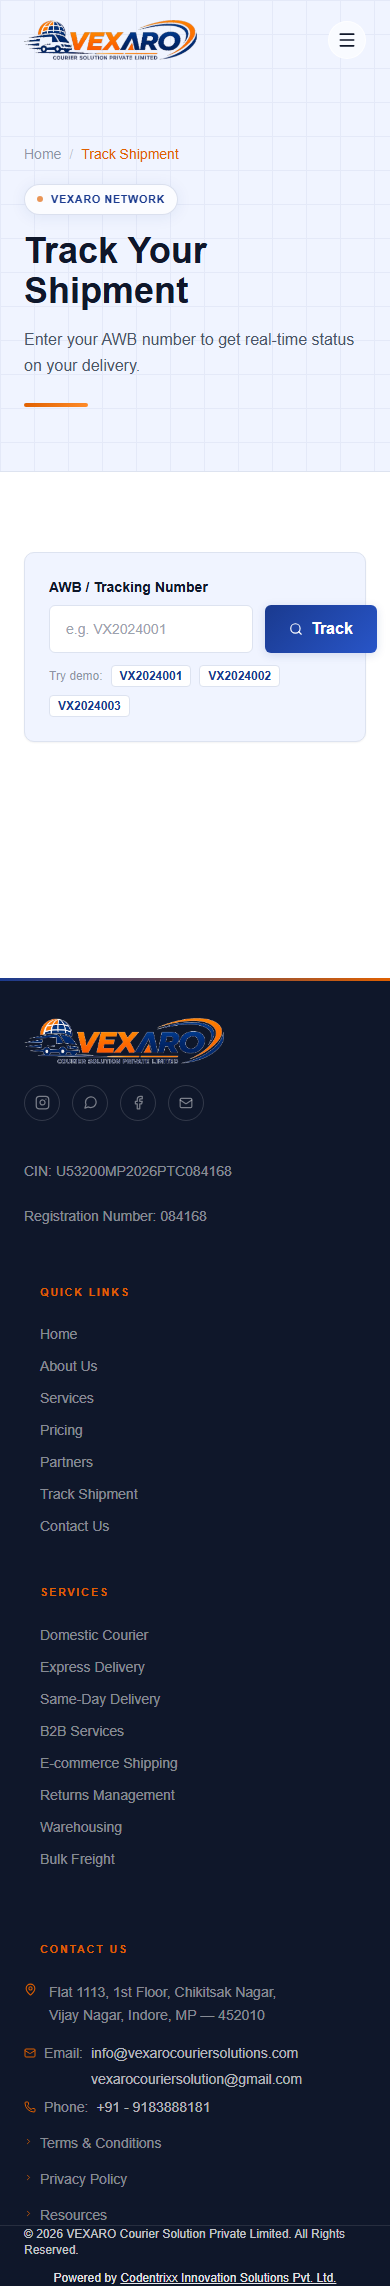 VEXARO
COURIER SOLUTION PRIVATE LIMITED
Home / Track Shipment
VEXARO NETWORK
Track Your
Shipment
Enter your AWB number to get real-time status
on your delivery.
AWB / Tracking Number
e.g. VX2024001
Track
Try demo: VX2024001 VX2024002
VX2024003
VEXARO
COURIER SOLUTION PRIVATE LIMITED
CIN: U53200MP2026PTC084168
Registration Number: 084168
QUICK LINKS
Home
About Us
Services
Pricing
Partners
Track Shipment
Contact Us
SERVICES
Domestic Courier
Express Delivery
Same-Day Delivery
B2B Services
E-commerce Shipping
Returns Management
Warehousing
Bulk Freight
CONTACT US
Flat 1113, 1st Floor, Chikitsak Nagar,
Vijay Nagar, Indore, MP — 452010
Email: info@vexarocouriersolutions.com
vexarocouriersolution@gmail.com
Phone: +91 - 9183888181
Terms & Conditions
Privacy Policy
Resources
© 2026 VEXARO Courier Solution Private Limited. All Rights
Reserved.
Powered by Codentrixx Innovation Solutions Pvt. Ltd.